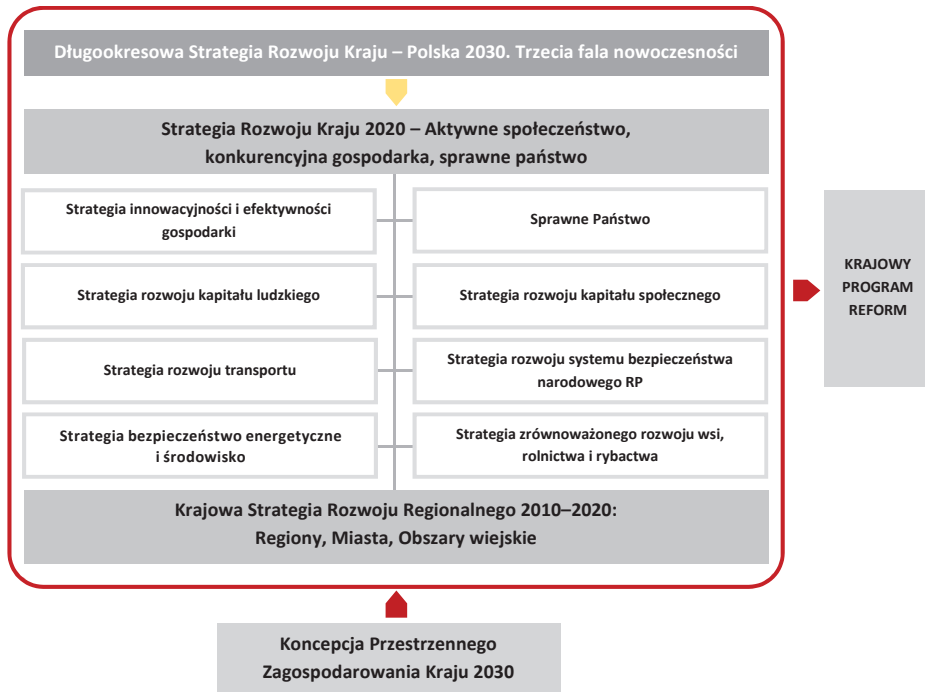 Długookresowa Strategia Rozwoju Kraju – Polska 2030. Trzecia fala nowoczesności
Strategia Rozwoju Kraju 2020 – Aktywne społeczeństwo,
konkurencyjna gospodarka, sprawne państwo
Strategia innowacyjności i efektywności
gospodarki
Sprawne Państwo
Strategia rozwoju kapitału ludzkiego
Strategia rozwoju kapitału społecznego
Strategia rozwoju transportu
Strategia rozwoju systemu bezpieczeństwa
narodowego RP
Strategia bezpieczeństwo energetyczne
i środowisko
Strategia zrównoważonego rozwoju wsi,
rolnictwa i rybactwa
Krajowa Strategia Rozwoju Regionalnego 2010–2020:
Regiony, Miasta, Obszary wiejskie
KRAJOWY
PROGRAM
REFORM
Koncepcja Przestrzennego
Zagospodarowania Kraju 2030